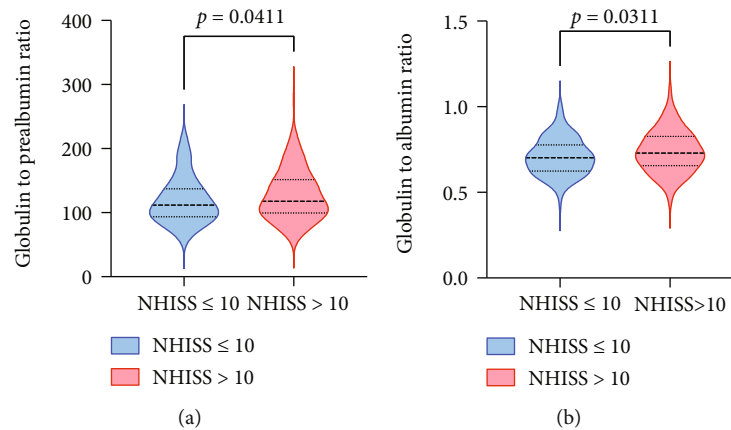 p = 0.0411
Globulin to prealbumin ratio
400
300
200
100
0
NHISS ≤ 10
NHISS > 10
NHISS ≤ 10
NHISS > 10
(a)
p = 0.0311
Globulin to albumin ratio
1.5
1.0
0.5
0.0
NHISS ≤ 10
NHISS>10
NHISS ≤ 10
NHISS > 10
(b)